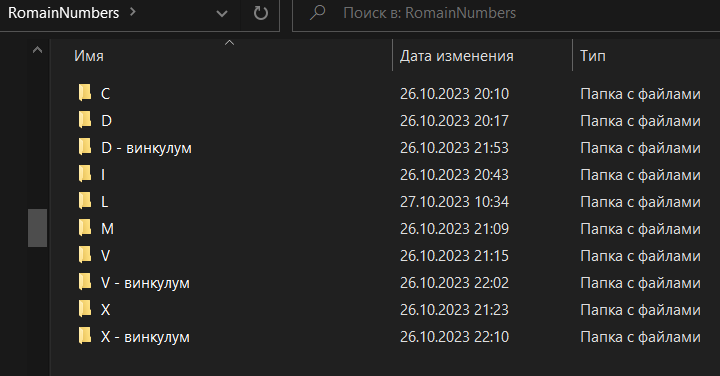 RomainNumbers
Поиск в: RomainNumbers
Имя Дата изменения Тип
C 26.10.2023 20:10 Папка с файлами
D 26.10.2023 20:17 Папка с файлами
D - винкулум 26.10.2023 21:53 Папка с файлами
I 26.10.2023 20:43 Папка с файлами
L 27.10.2023 10:34 Папка с файлами
M 26.10.2023 21:09 Папка с файлами
V 26.10.2023 21:15 Папка с файлами
V - винкулум 26.10.2023 22:02 Папка с файлами
X 26.10.2023 21:23 Папка с файлами
X - винкулум 26.10.2023 22:10 Папка с файлами